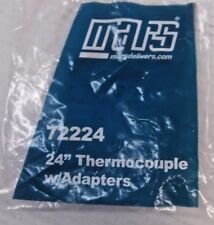 mars
marsdelivers.com
72224
24" Thermocouple
w/Adapters